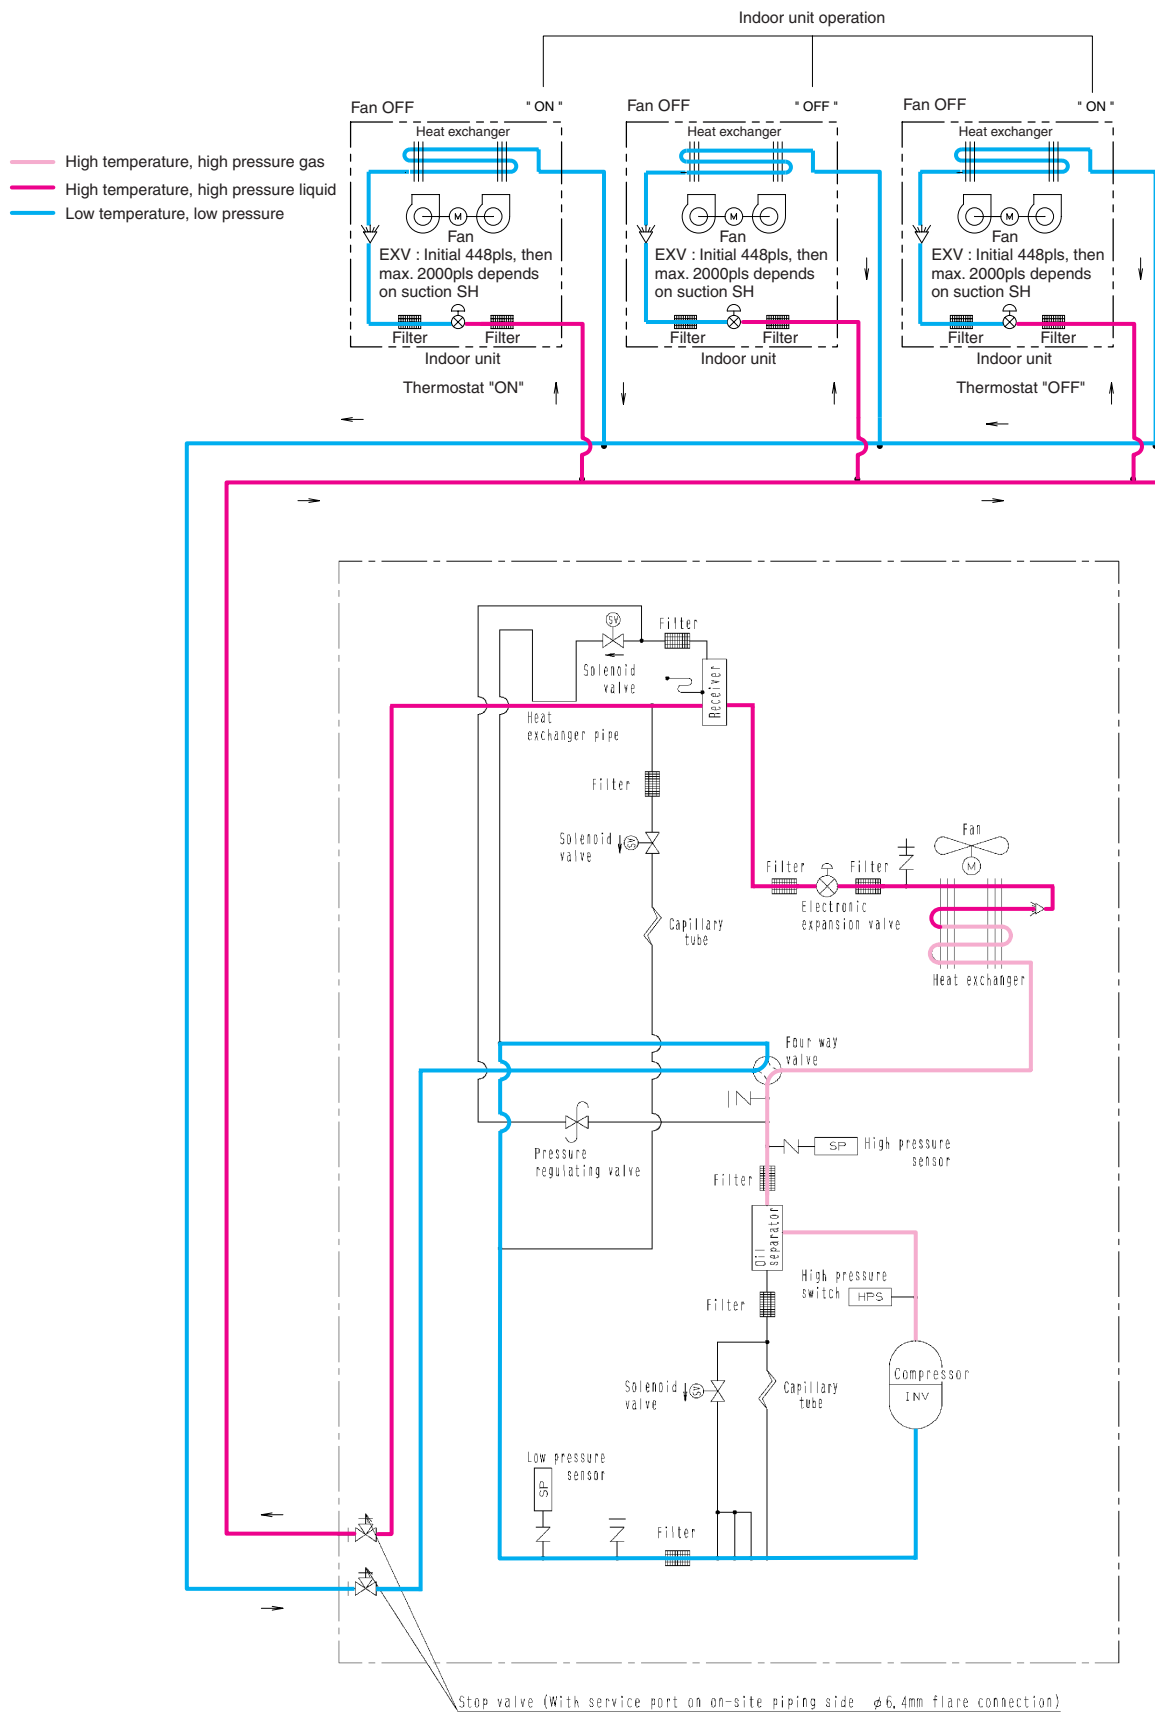 Indoor unit operation
Fan OFF
" ON "
Fan OFF
" OFF "
Fan OFF
" ON "
Heat exchanger
Heat exchanger
Heat exchanger
High temperature, high pressure gas
High temperature, high pressure liquid
Low temperature, low pressure
M
M
M
Fan
Fan
Fan
EXV : Initial 448pls, then
max. 2000pls depends
on suction SH
EXV : Initial 448pls, then
max. 2000pls depends
on suction SH
EXV : Initial 448pls, then
max. 2000pls depends
on suction SH
Filter
Filter
Filter
Filter
Filter
Filter
Indoor unit
Indoor unit
Indoor unit
Thermostat "ON"
Thermostat "OFF"
SV
Filter
Solenoid
valve
Receiver
Heat
exchanger pipe
Filter
Solenoid
valve
SV
Fan
M
Filter
Filter
Electronic
expansion valve
Capillary
tube
Heat exchanger
Four way
valve
Pressure
regulating valve
SP
High pressure
sensor
Filter
Oil
separator
High pressure
switch
HPS
Filter
Compressor
INV
Solenoid
valve
SV
Capillary
tube
Low pressure
sensor
SP
Filter
Stop valve (With service port on on-site piping side φ6.4mm flare connection)